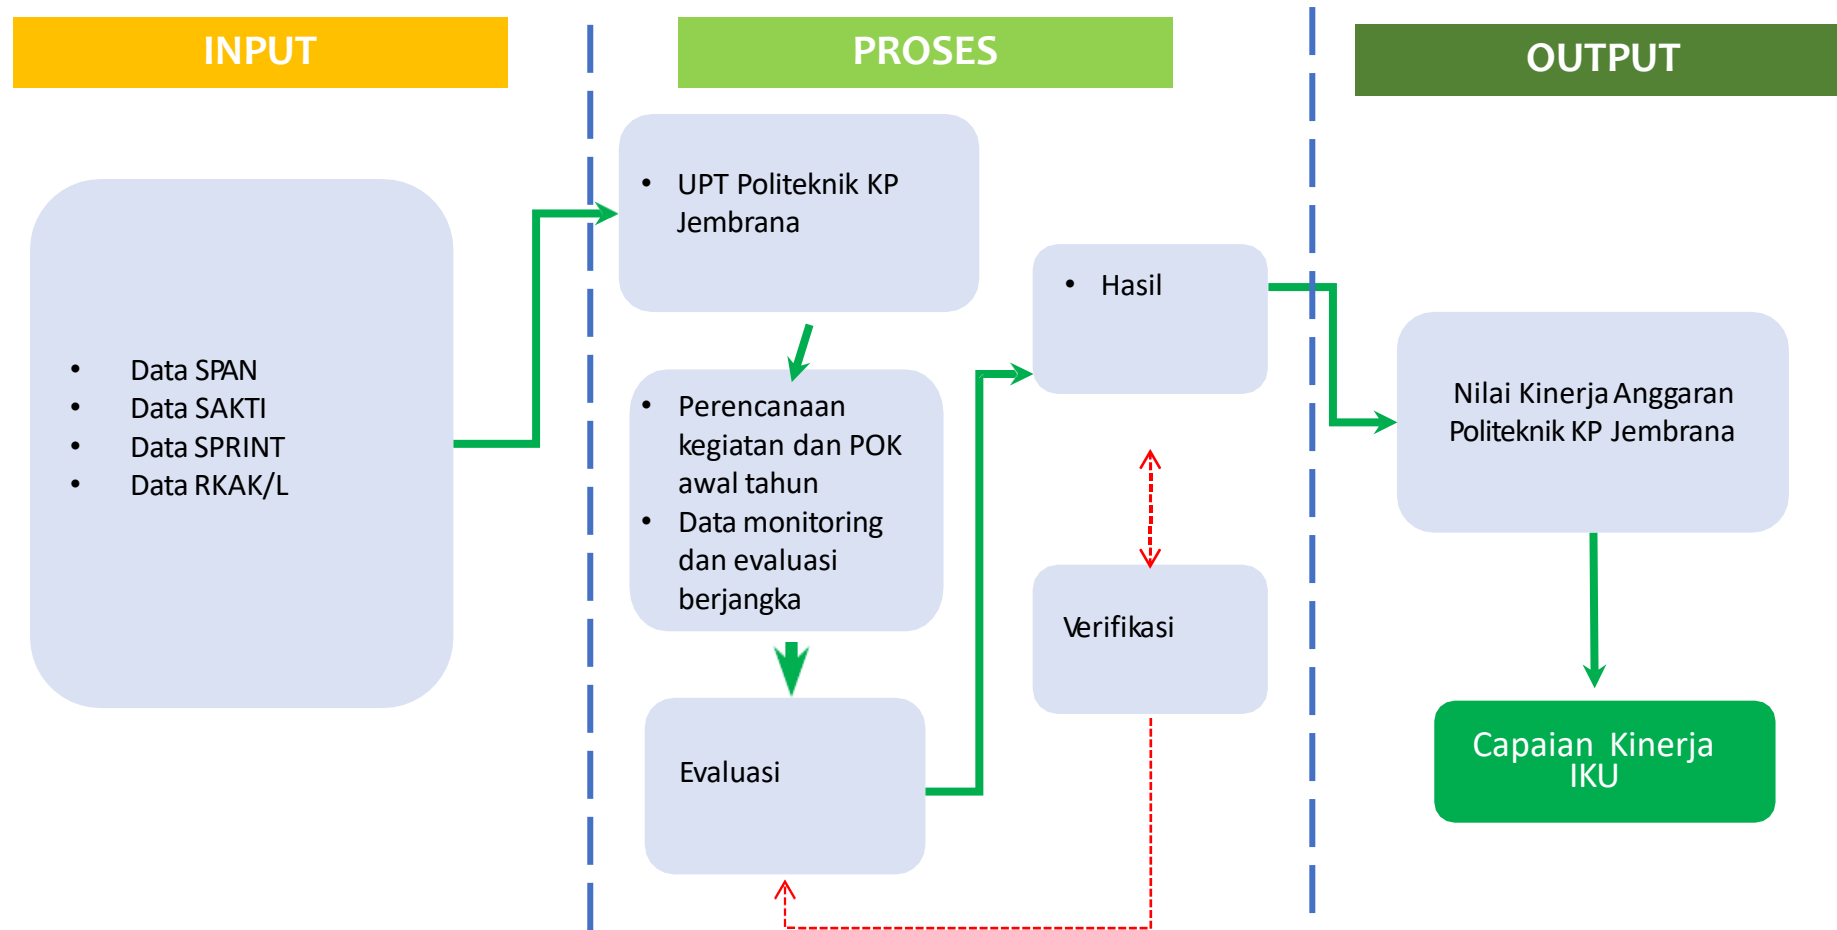 INPUT
PROSES
OUTPUT
• Data SPAN
• Data SAKTI
• Data SPRINT
• Data RKAK/L
• UPT Politeknik KP
Jembrana
• Perencanaan
kegiatan dan POK
awal tahun
• Data monitoring
dan evaluasi
berjangka
Evaluasi
• Hasil
Verifikasi
Nilai Kinerja Anggaran
Politeknik KP Jembrana
Capaian Kinerja
IKU